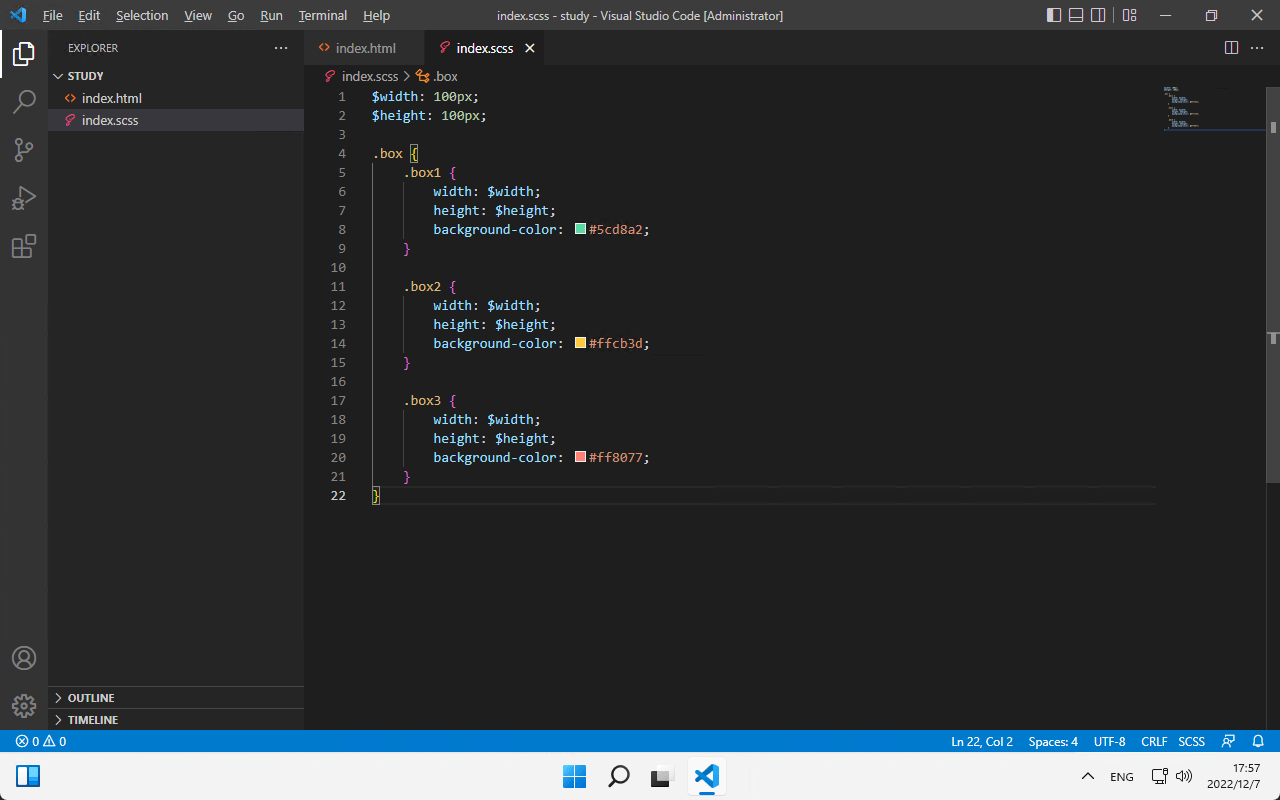 File Edit Selection View Go Run Terminal Help
index.scss - study - Visual Studio Code [Administrator]
EXPLORER
STUDY
index.html
index.scss
index.html
index.scss
index.scss
.box
1 $width: 100px;
2 $height: 100px;
3
4 .box {
5 .box1 {
6 width: $width;
7 height: $height;
8 background-color: #5cd8a2;
9 }
10
11 .box2 {
12 width: $width;
13 height: $height;
14 background-color: #ffcb3d;
15 }
16
17 .box3 {
18 width: $width;
19 height: $height;
20 background-color: #ff8077;
21 }
22 }
OUTLINE
TIMELINE
0 0
Ln 22, Col 2 Spaces: 4 UTF-8 CRLF SCSS
ENG
17:57
2022/12/7